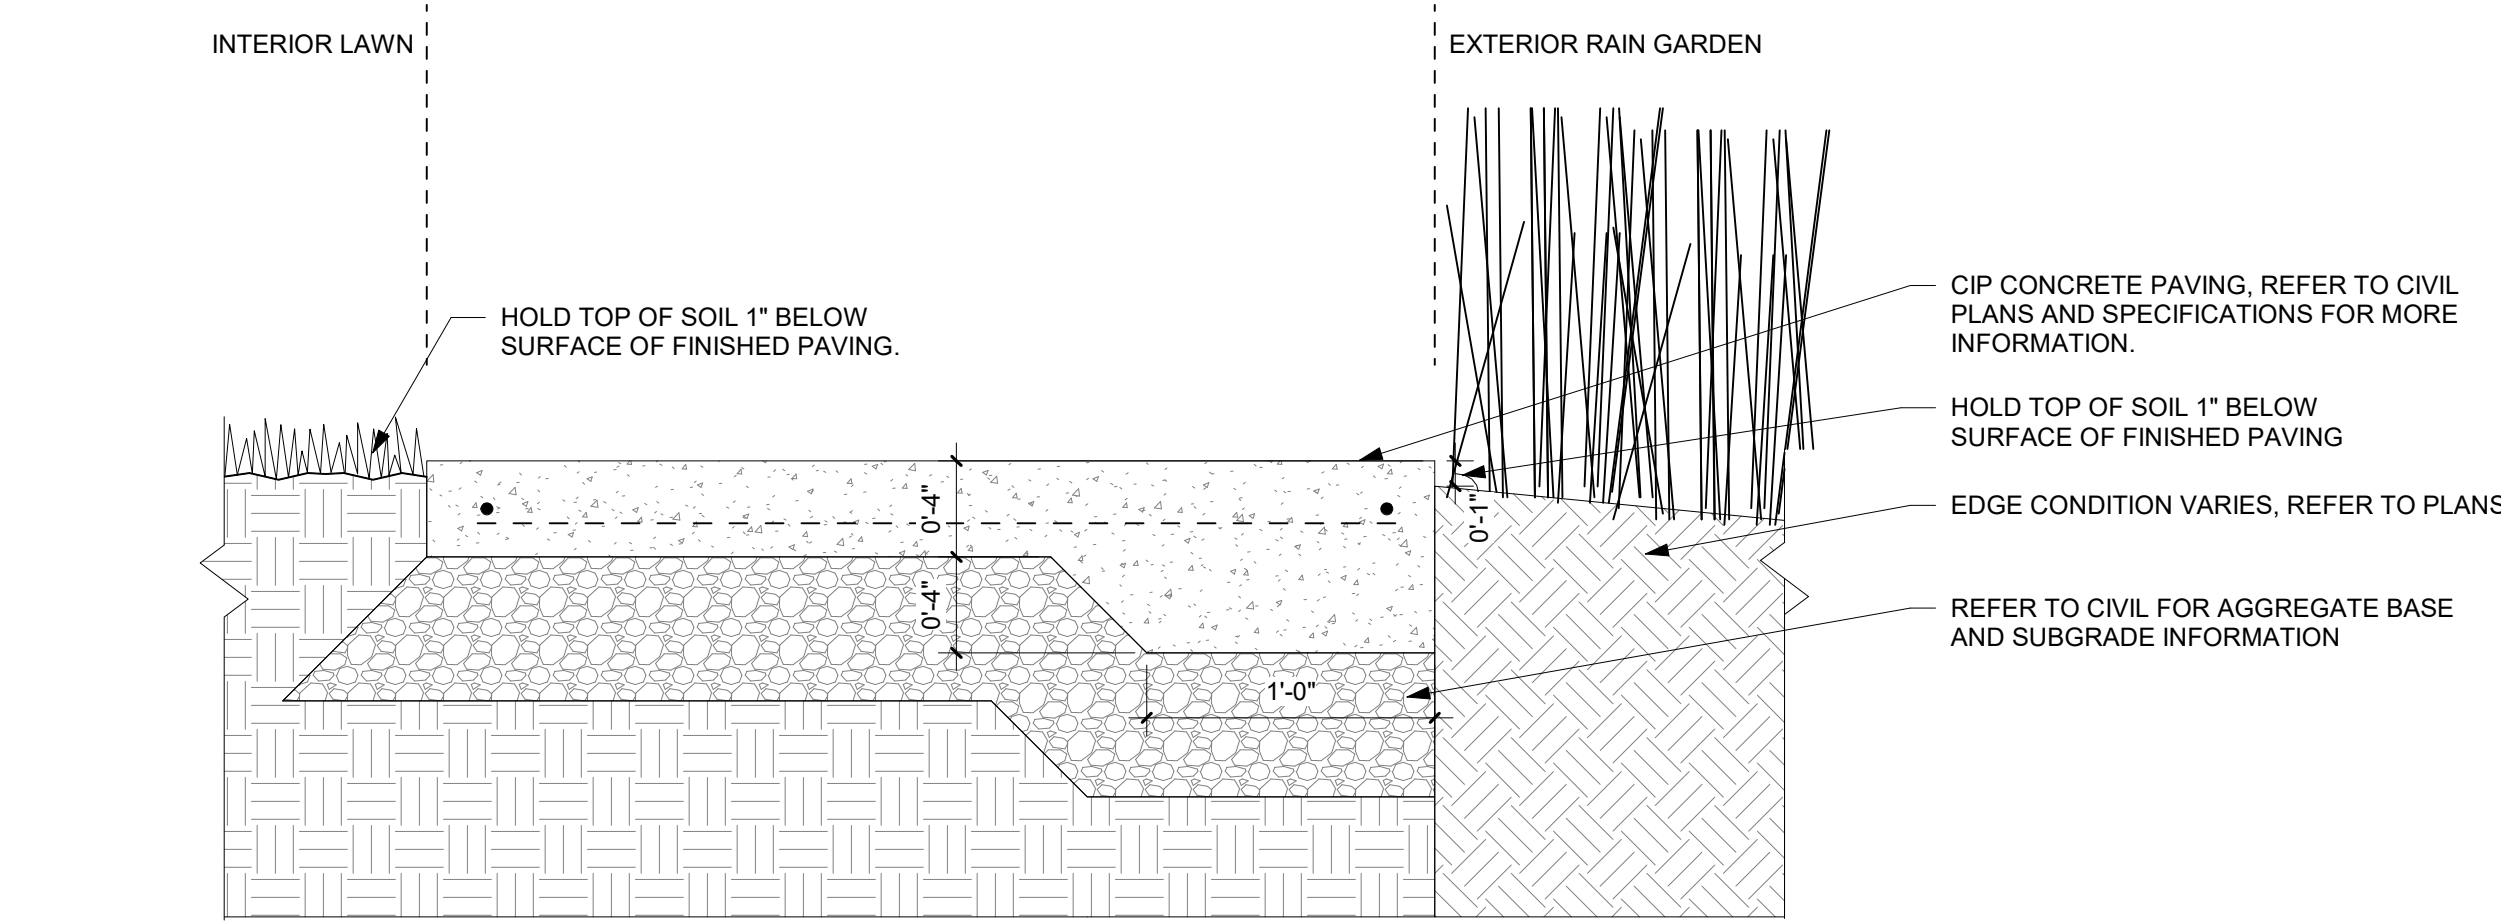 INTERIOR LAWN
EXTERIOR RAIN GARDEN
HOLD TOP OF SOIL 1" BELOW
SURFACE OF FINISHED PAVING.
CIP CONCRETE PAVING, REFER TO CIVIL
PLANS AND SPECIFICATIONS FOR MORE
INFORMATION.
HOLD TOP OF SOIL 1" BELOW
SURFACE OF FINISHED PAVING
EDGE CONDITION VARIES, REFER TO PLANS
REFER TO CIVIL FOR AGGREGATE BASE
AND SUBGRADE INFORMATION
0'-4"
0'-4"
0'-1"
1'-0"